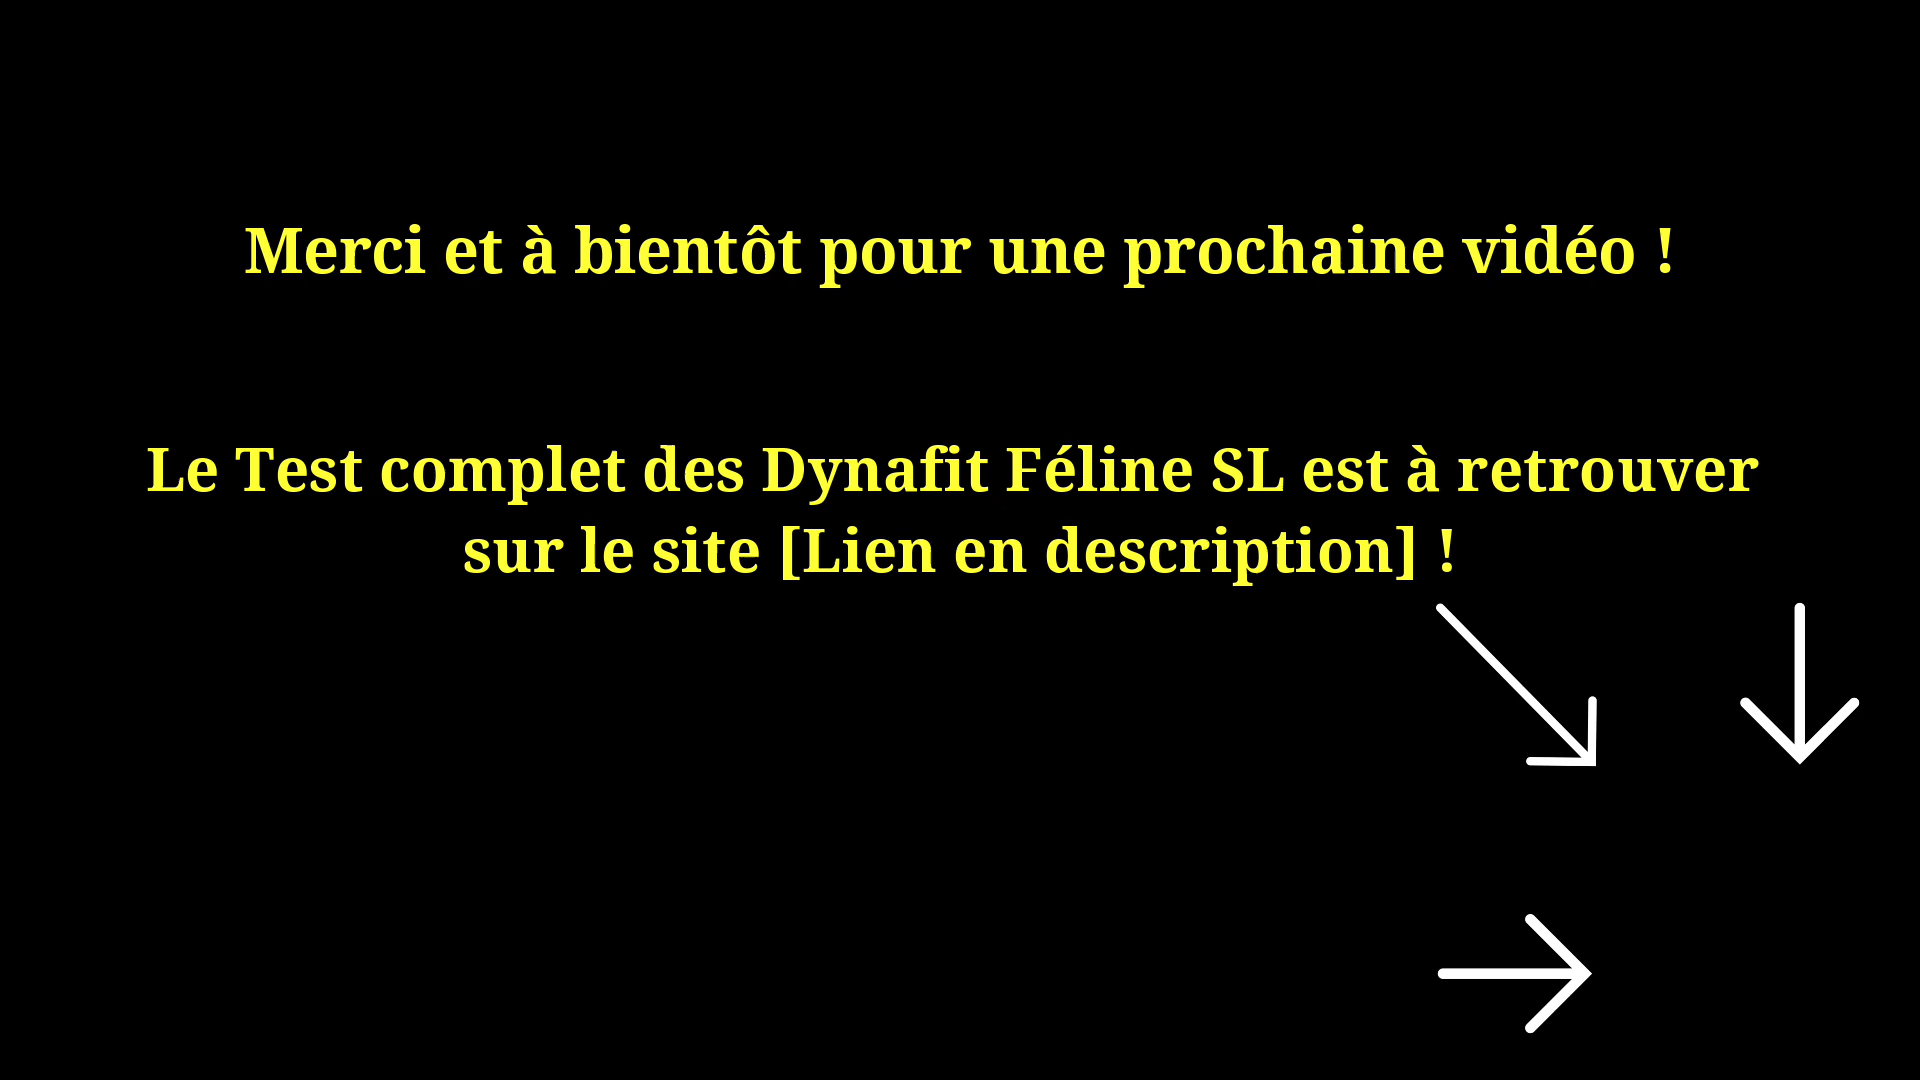 Merci et à bientôt pour une prochaine vidéo !
Le Test complet des Dynafit Féline SL est à retrouver
sur le site [Lien en description] !